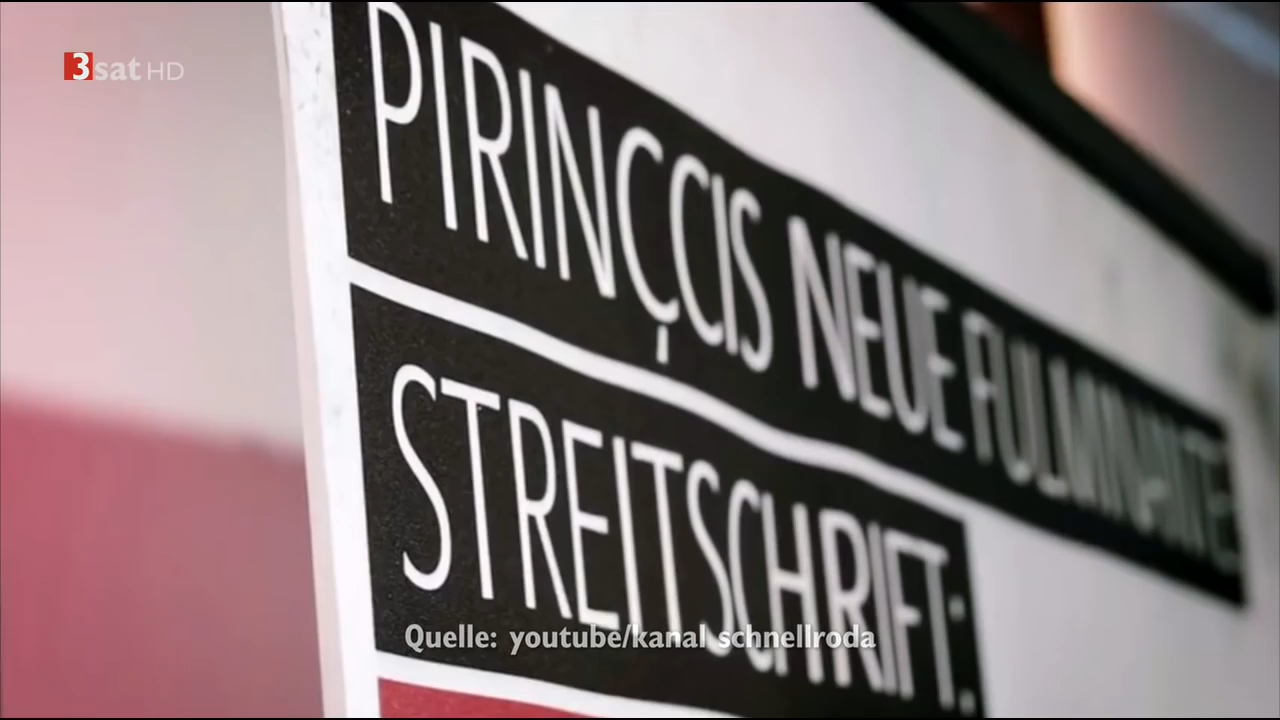 3sat HD
PIRINÇCIS NEUE FULMINANTE
STREITSCHRIFT:
Quelle: youtube/kanal schnellroda